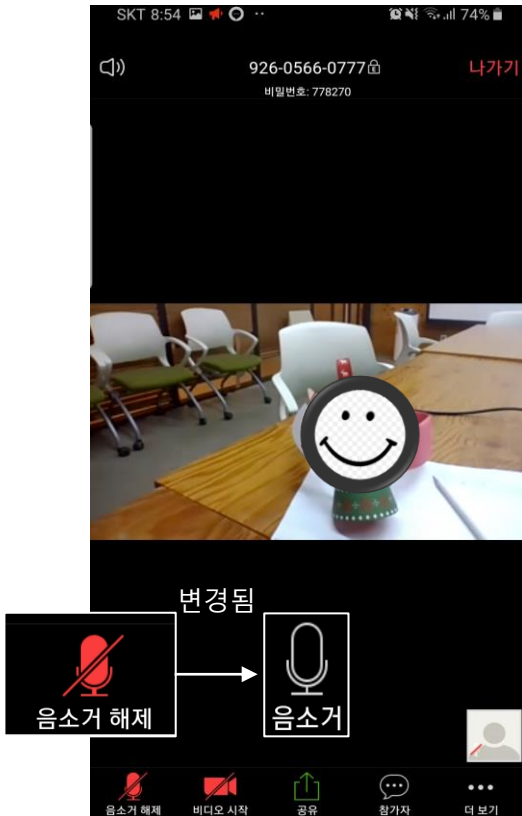 SKT 8:54 74%
926-0566-0777 나가기
비밀번호: 778270
변경됨
음소거 해제 음소거
음소거 해제 비디오 시작 공유 참가자 더 보기